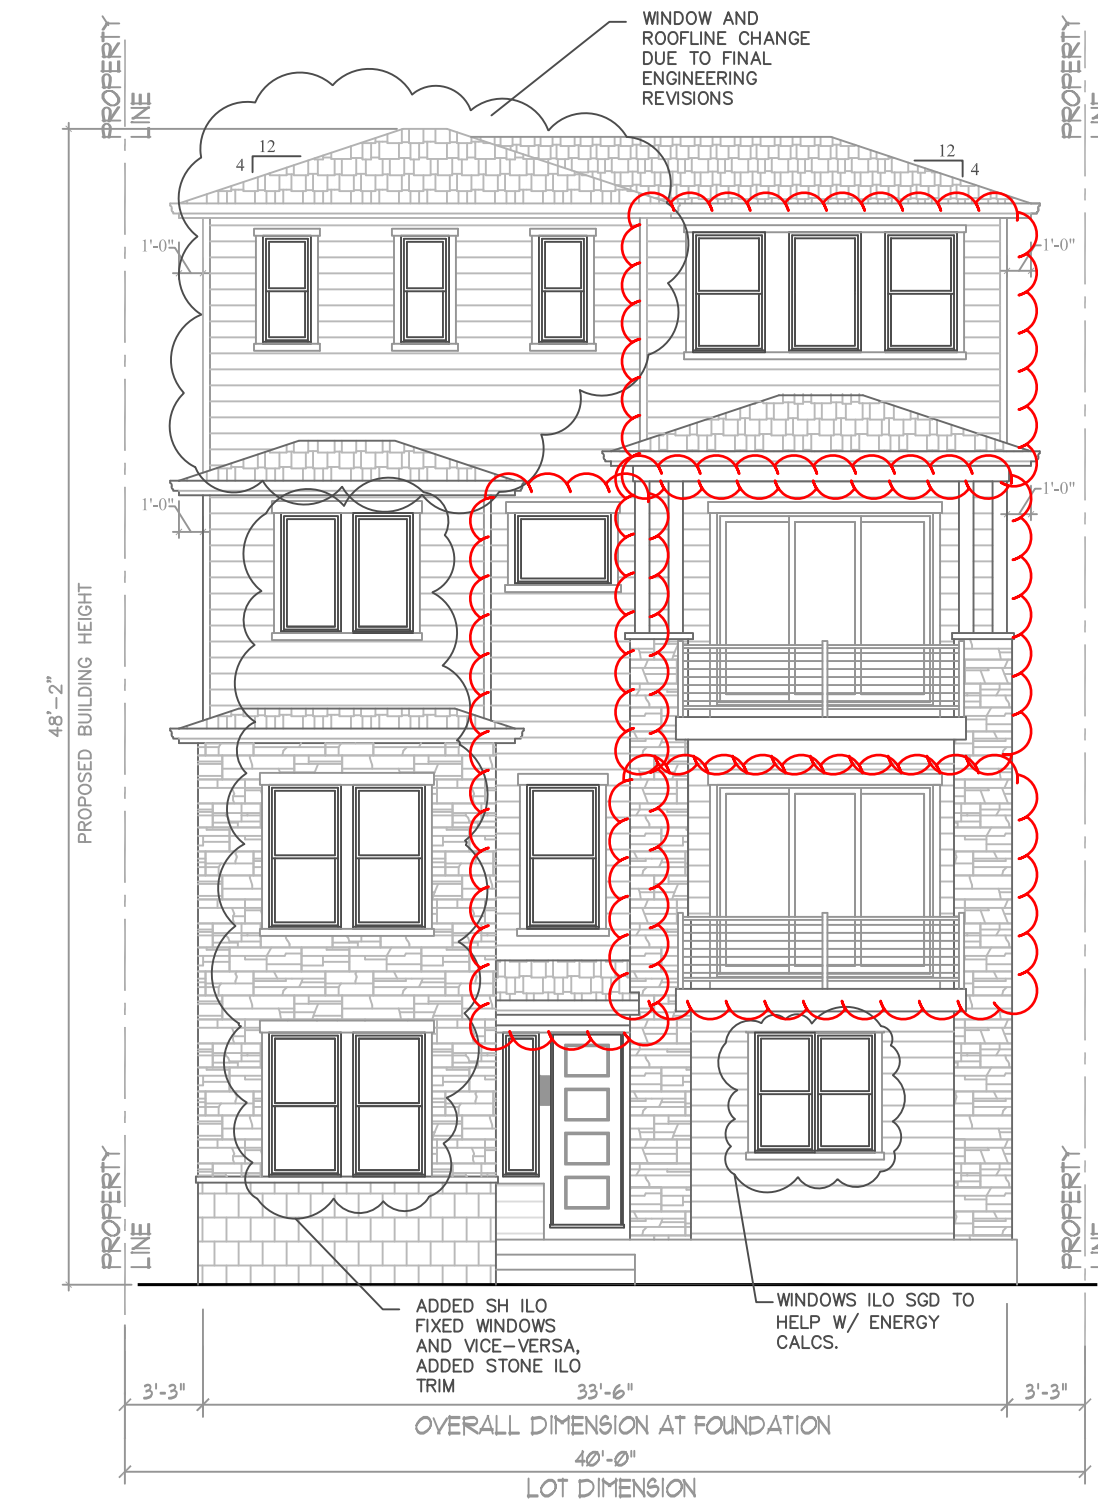 WINDOW AND
ROOFLINE CHANGE
DUE TO FINAL
ENGINEERING
REVISIONS
PROPERTY
LINE
PROPERTY
LINE
12
4
12
4
1'-0"
1'-0"
1'-0"
1'-0"
48'-2"
PROPOSED BUILDING HEIGHT
PROPERTY
LINE
PROPERTY
LINE
ADDED SH ILO
FIXED WINDOWS
AND VICE-VERSA,
ADDED STONE ILO
TRIM
WINDOWS ILO SGD TO
HELP W/ ENERGY
CALCS.
3'-3"
33'-6"
3'-3"
OVERALL DIMENSION AT FOUNDATION
40'-0"
LOT DIMENSION